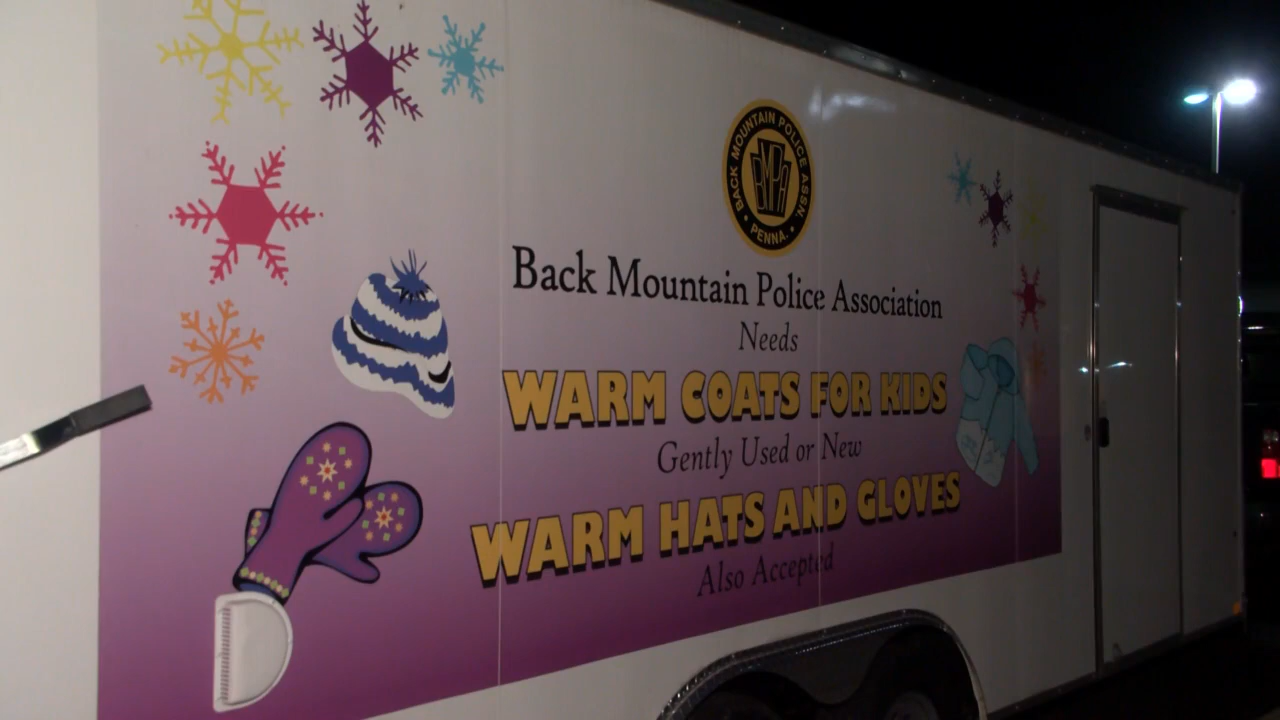 BACK MOUNTAIN POLICE ASSN.
BMPA
PENNA.
Back Mountain Police Association
Needs
WARM COATS FOR KIDS
Gently Used or New
WARM HATS AND GLOVES
Also Accepted